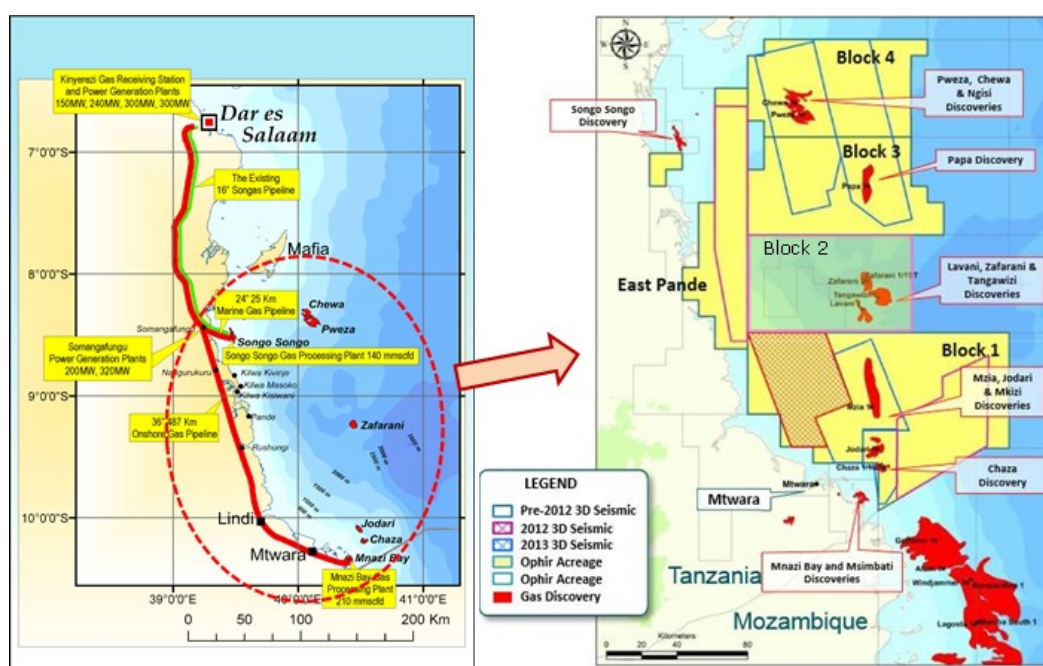 Kinyerezi Gas Receiving Station
and Power Generation Plants
150MW, 240MW, 300MW, 300MW
Dar es
Salaam
7°0'0"S
The Existing
16" Songas Pipeline
Mafia
8°0'0"S
24" 25 Km
Marine Gas Pipeline
Chewa
Pweza
Somangafungu
Songo Songo
Somangafungu
Power Generation Plants
200MW, 320MW
Songo Songo Gas Processing Plant 140 mmscfd
Nangurukuru
Kilwa Kivinje
Kilwa Masoko
Kilwa Kisiwani
9°0'0"S
Pande
36" 487 Km
Onshore Gas Pipeline
Zafarani
Rushungi
10°0'0"S
Lindi
Jodari
Chaza
Mtwara
Mnazi Bay
Mnazi Bay Gas
Processing Plant
210 mmscfd
39°0'0"E
40°0'0"E
41°0'0"E
0 25 50 100 150 200 Km
N
W E
S
Block 4
Pweza, Chewa
& Ngisi
Discoveries
Songo Songo
Discovery
Block 3
Papa Discovery
Block 2
Lavani, Zafarani &
Tangawizi
Discoveries
East Pande
Block 1
Mzia, Jodari
& Mkizi
Discoveries
Mzia 1
Jodari
Chaza
Discovery
Mtwara
Mtwara
LEGEND
Pre-2012 3D Seismic
2012 3D Seismic
2013 3D Seismic
Ophir Acreage
Ophir Acreage
Gas Discovery
Mnazi Bay and Msimbati
Discoveries
Tanzania
Mozambique
Kilometers
0 20 40 80